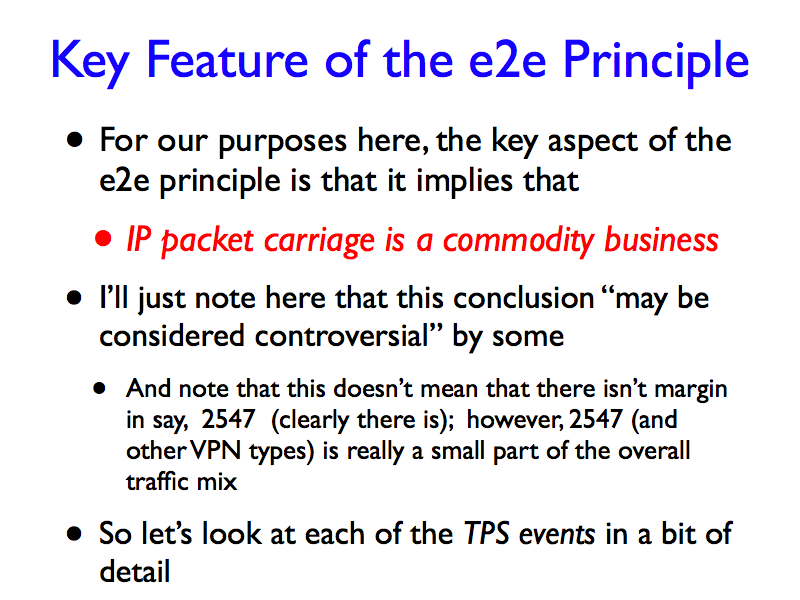 Key Feature of the e2e Principle
• For our purposes here, the key aspect of the
e2e principle is that it implies that
• IP packet carriage is a commodity business
• I’ll just note here that this conclusion “may be
considered controversial” by some
• And note that this doesn’t mean that there isn’t margin
in say, 2547 (clearly there is); however, 2547 (and
other VPN types) is really a small part of the overall
traffic mix
• So let’s look at each of the TPS events in a bit of
detail